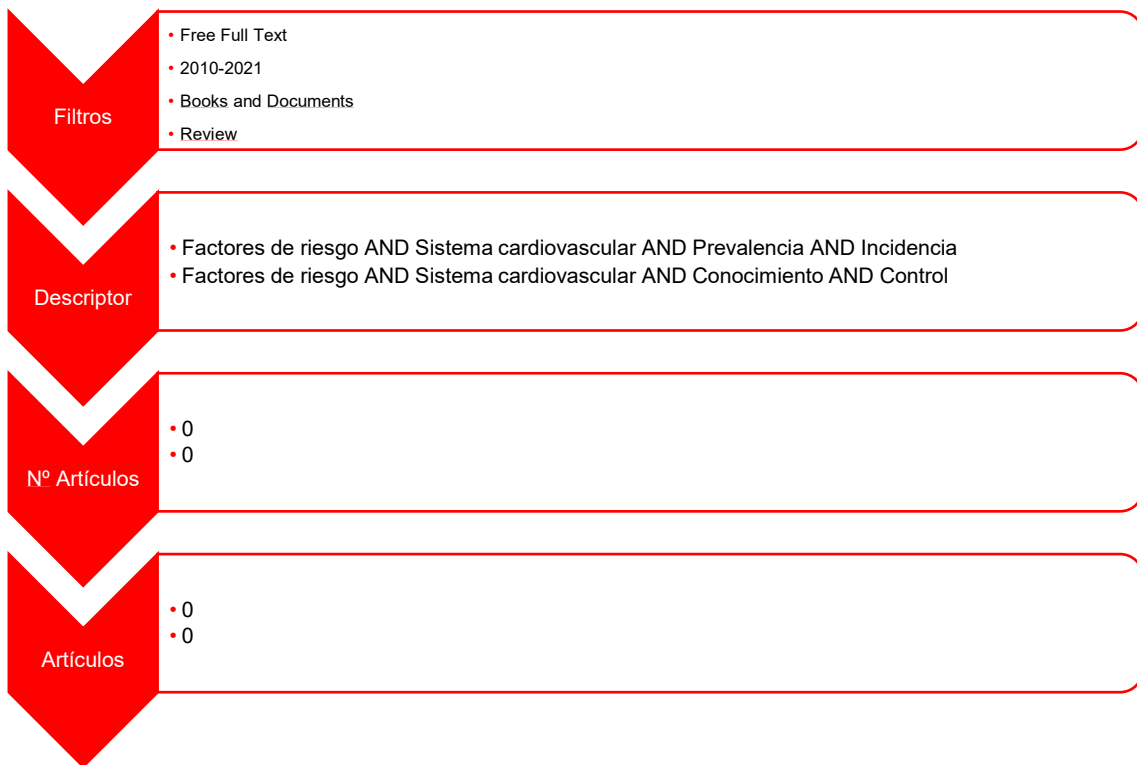 Filtros
• Free Full Text
• 2010-2021
• Books and Documents
• Review
Descriptor
• Factores de riesgo AND Sistema cardiovascular AND Prevalencia AND Incidencia
• Factores de riesgo AND Sistema cardiovascular AND Conocimiento AND Control
Nº Artículos
• 0
• 0
Artículos
• 0
• 0